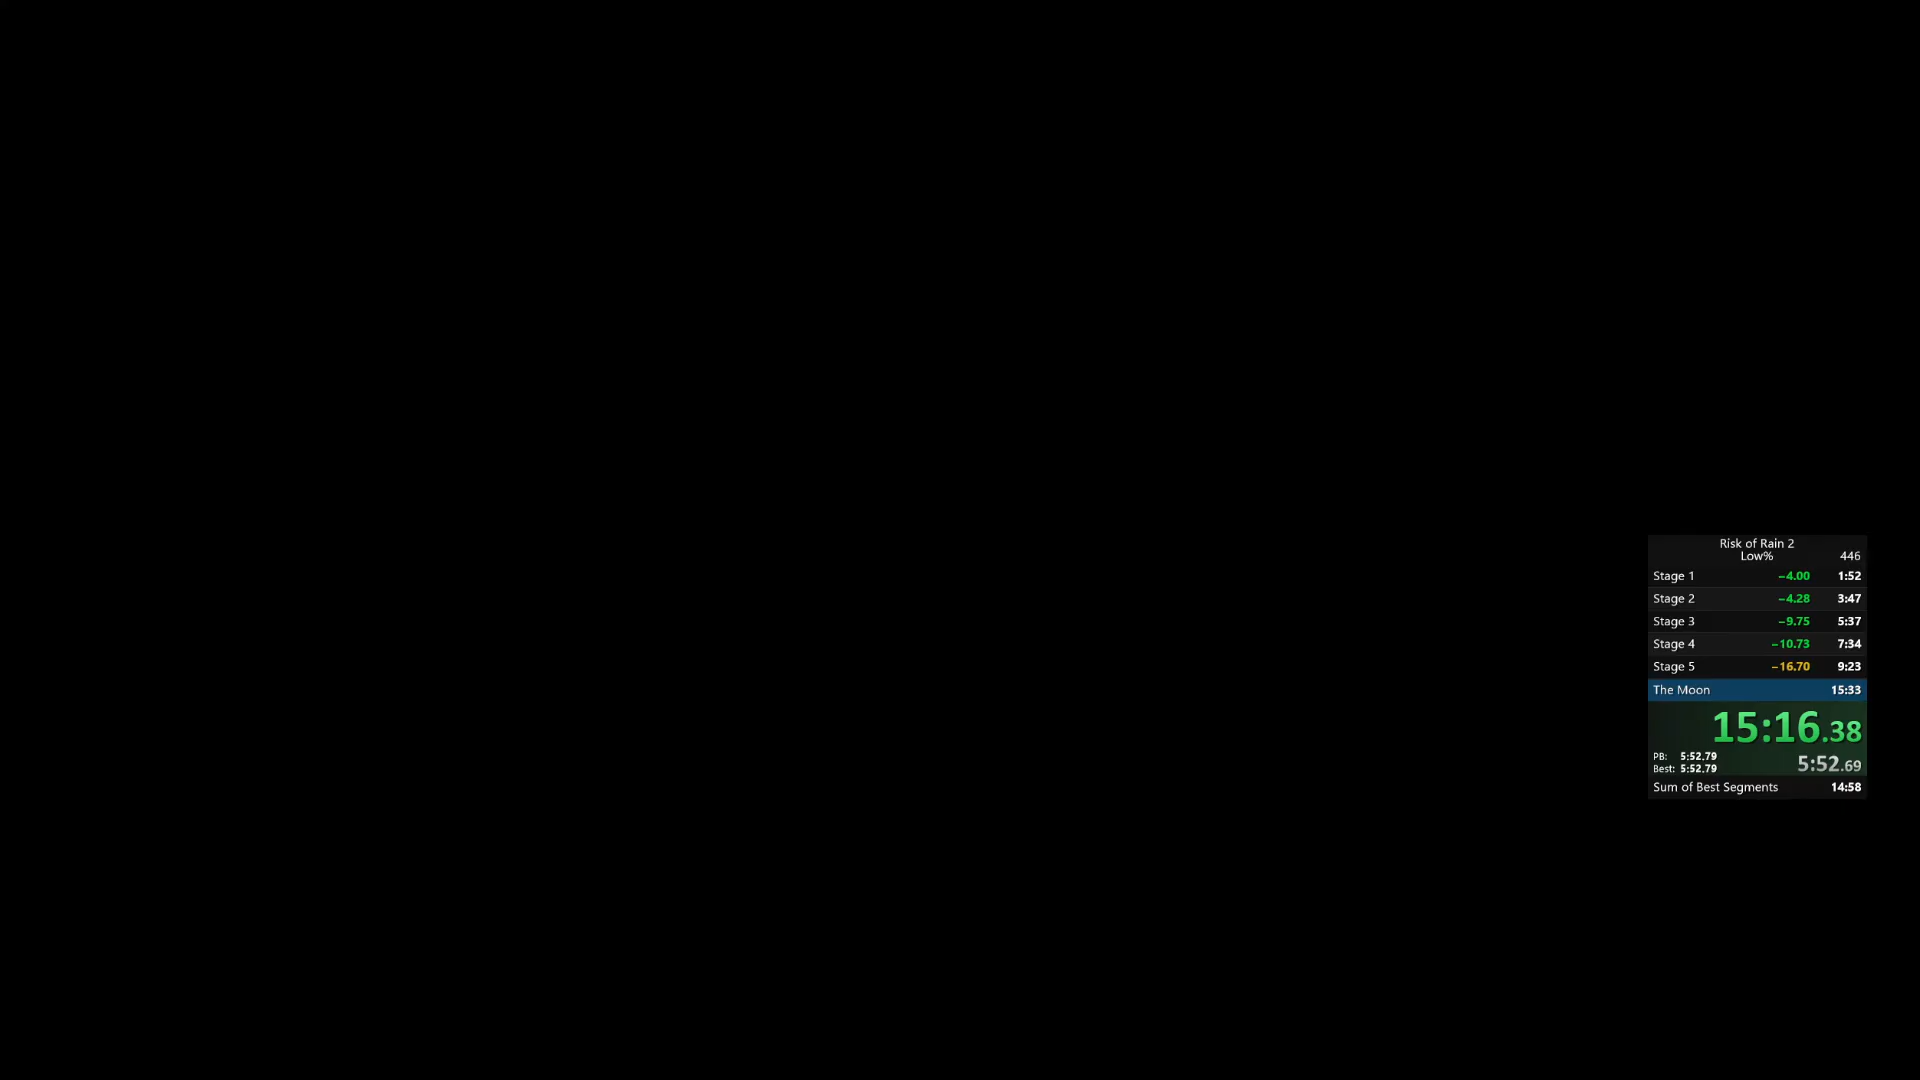 Risk of Rain 2
Low% 446
Stage 1 −4.00 1:52
Stage 2 −4.28 3:47
Stage 3 −9.75 5:37
Stage 4 −10.73 7:34
Stage 5 −16.70 9:23
The Moon 15:33
15:16.38
PB: 5:52.79
Best: 5:52.79 5:52.69
Sum of Best Segments 14:58